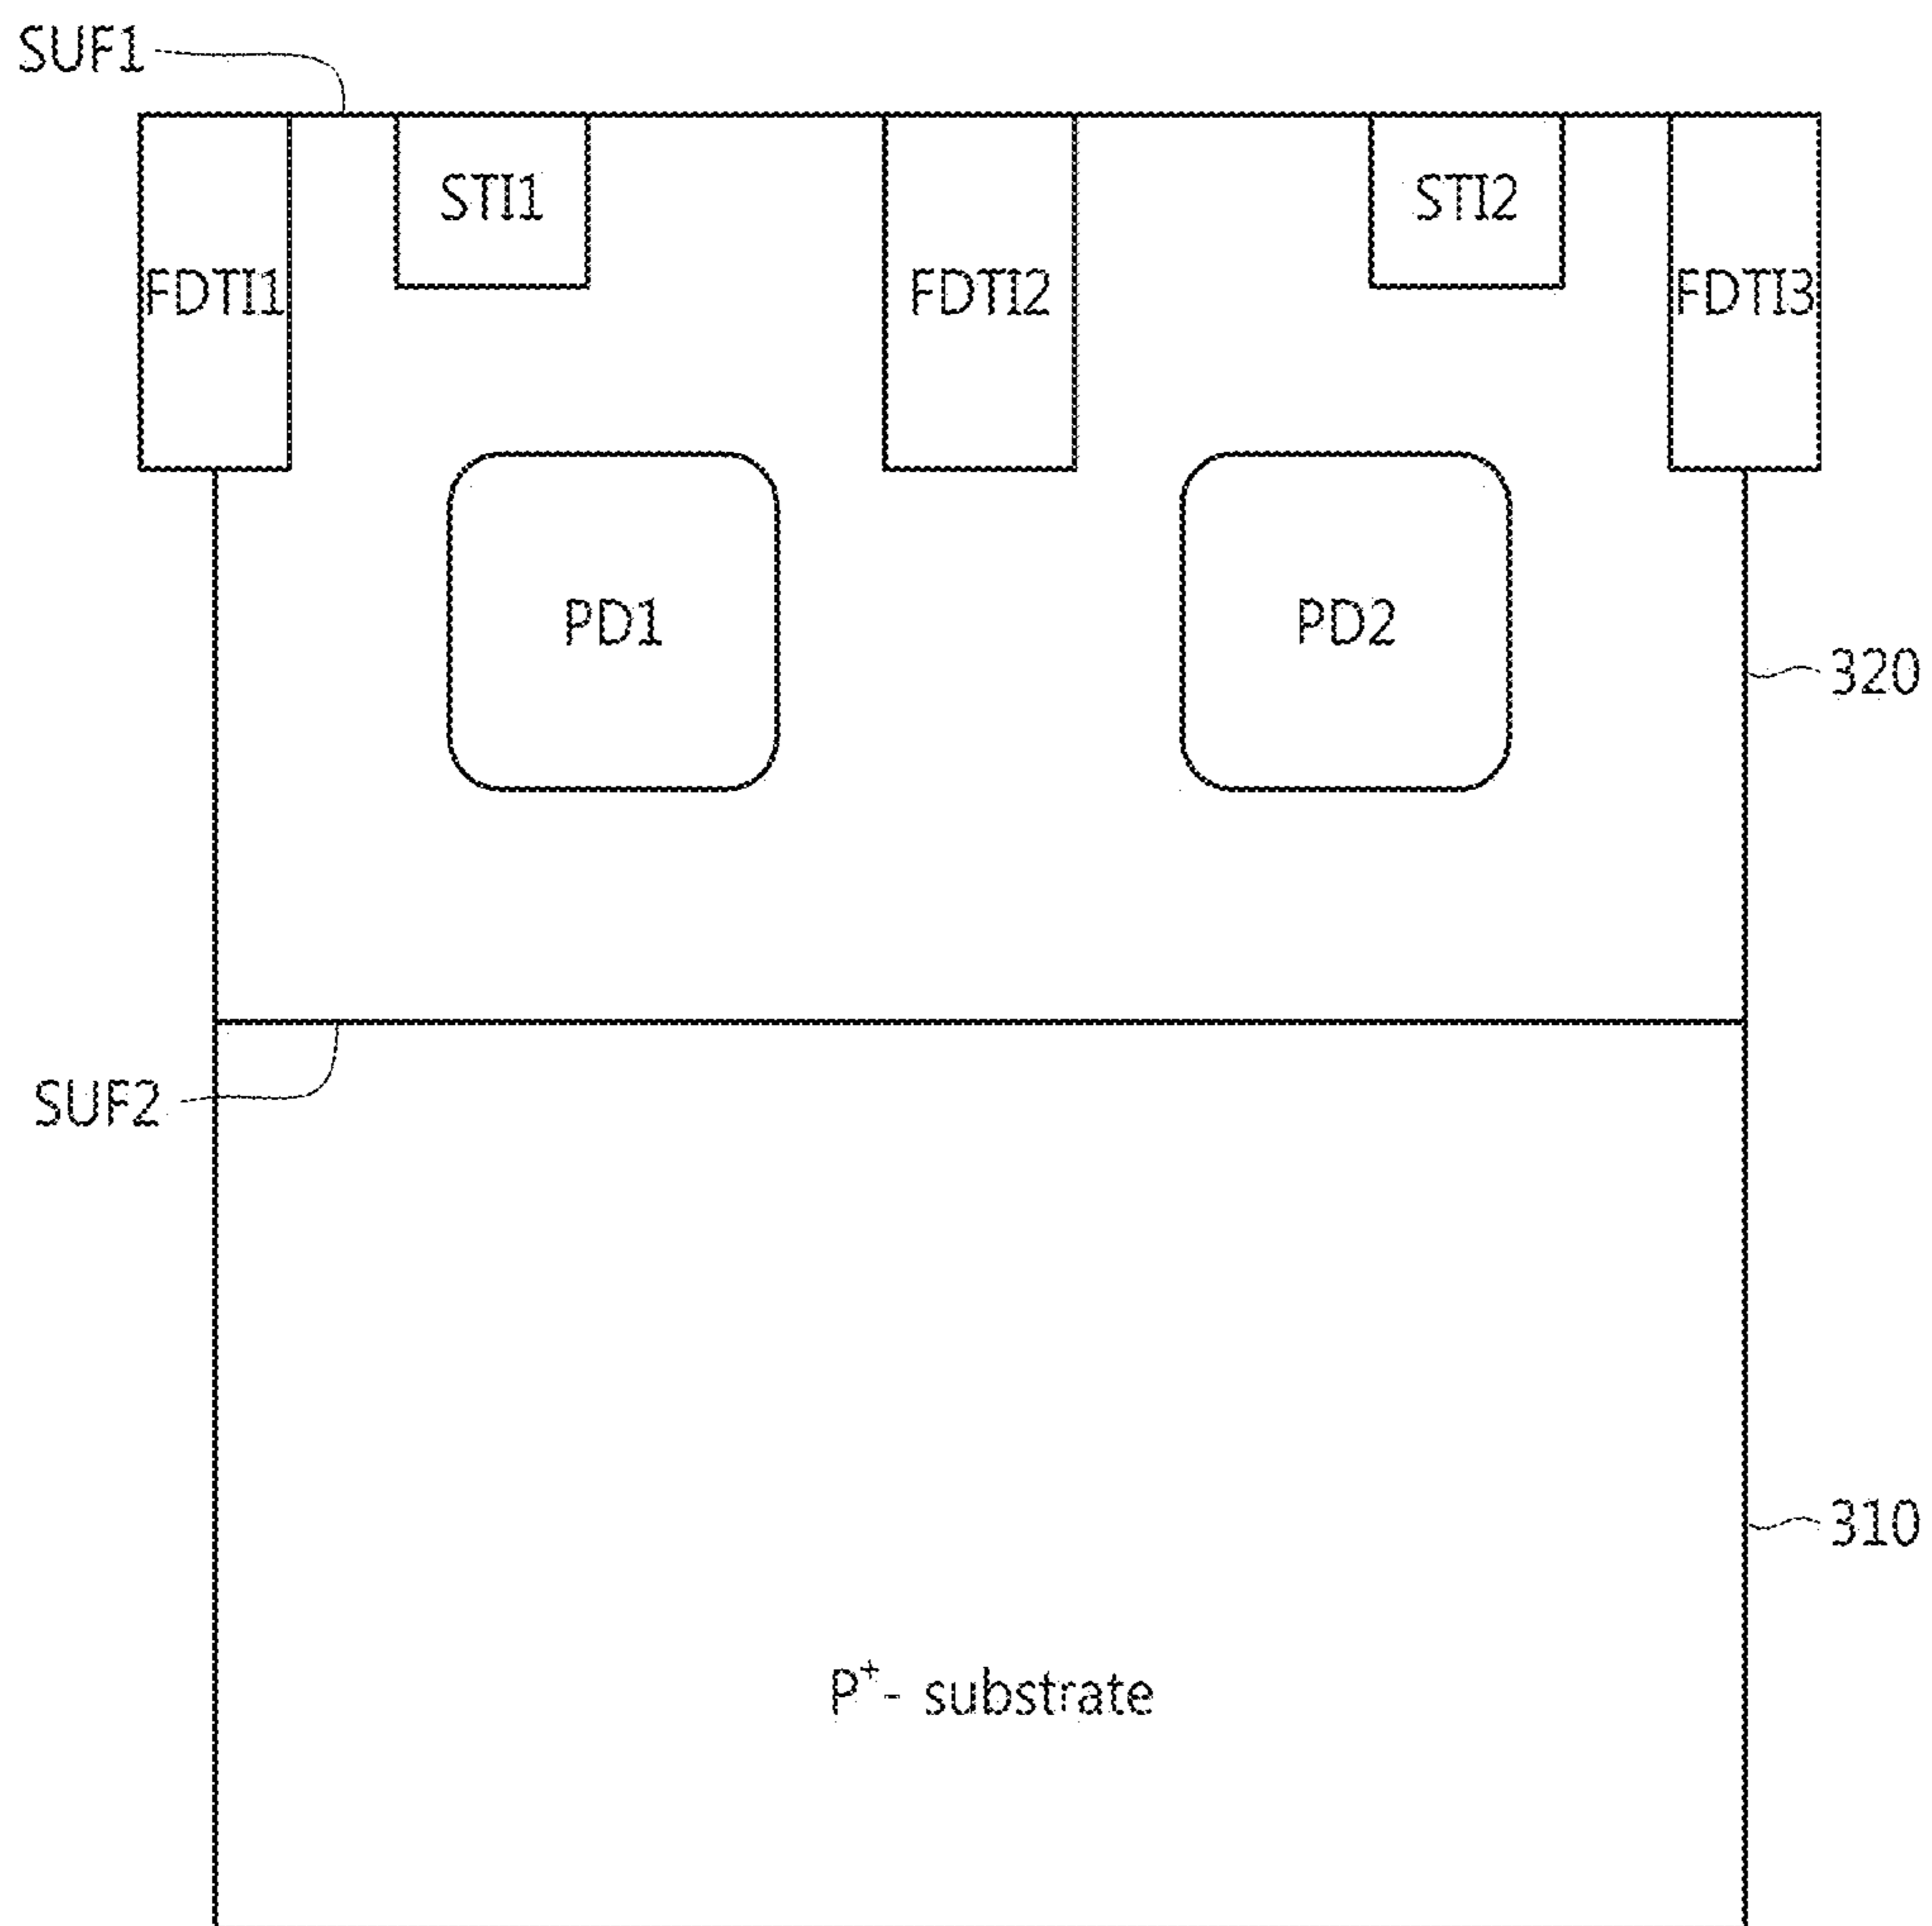 SUF1
STI1
STI2
FDTI1
FDTI2
FDTI3
PD1
PD2
320
SUF2
310
P⁺- substrate